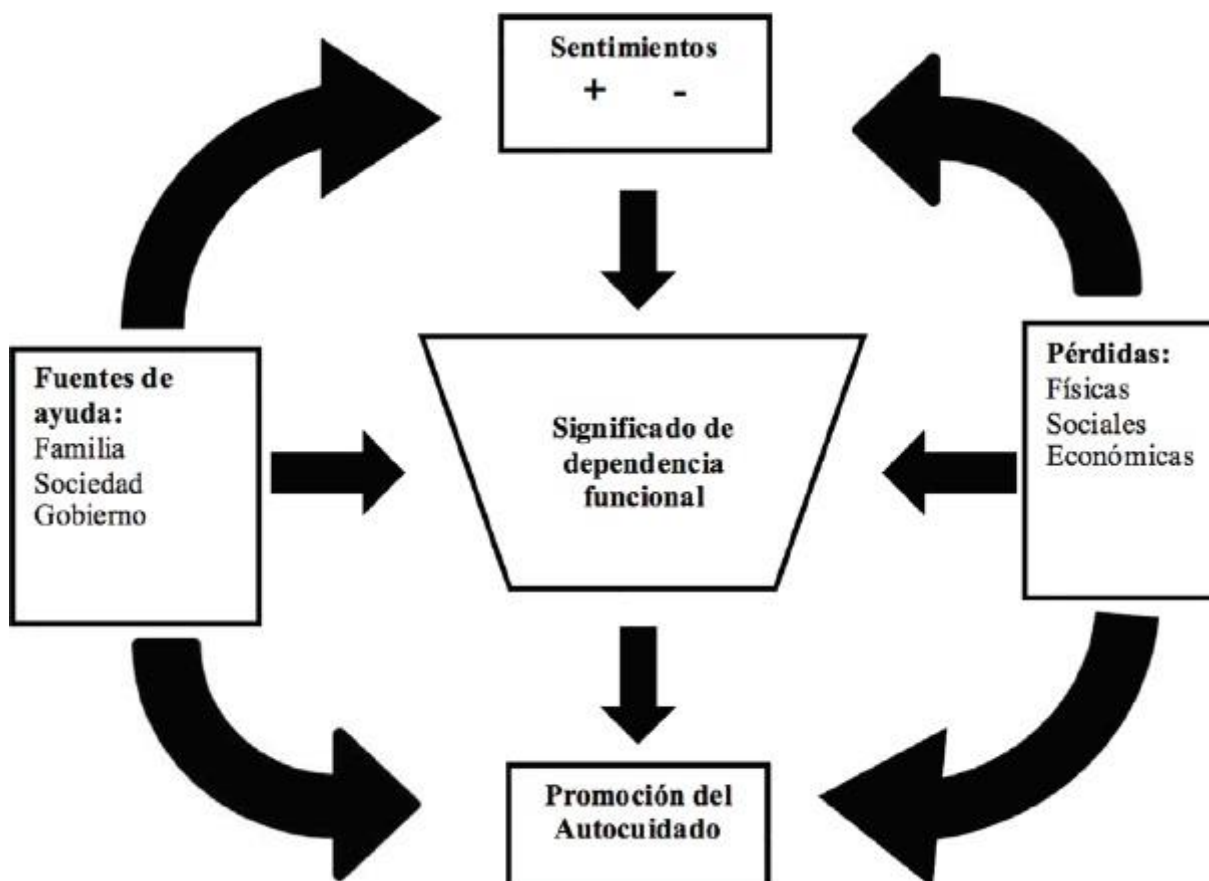 Sentimientos
+ -
Fuentes de
ayuda:
Familia
Sociedad
Gobierno
Significado de
dependencia
funcional
Pérdidas:
Físicas
Sociales
Económicas
Promoción del
Autocuidado